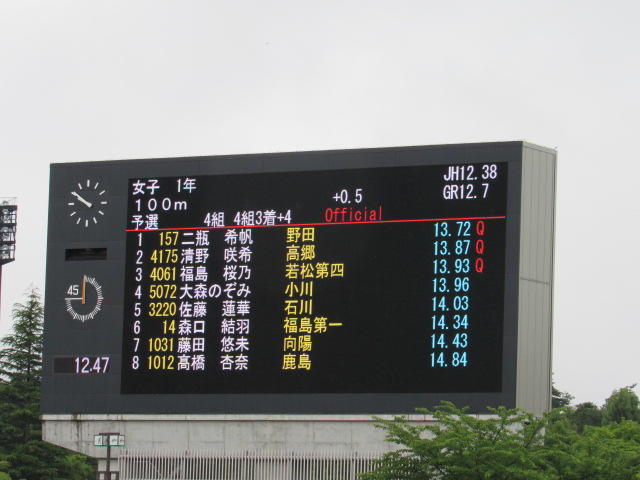 女子 1年 JH12.38
100m +0.5 GR12.7
予選 4組 4組3着+4 Official
1 157 二瓶 希帆 野田 13.72 Q
2 4175 清野 咲希 高郷 13.87 Q
3 4061 福島 桜乃 若松第四 13.93 Q
4 5072 大森のぞみ 小川 13.96
5 3220 佐藤 蓮華 石川 14.03
6 14 森口 結羽 福島第一 14.34
7 1031 藤田 悠未 向陽 14.43
8 1012 高橋 杏奈 鹿島 14.84
45
12.47